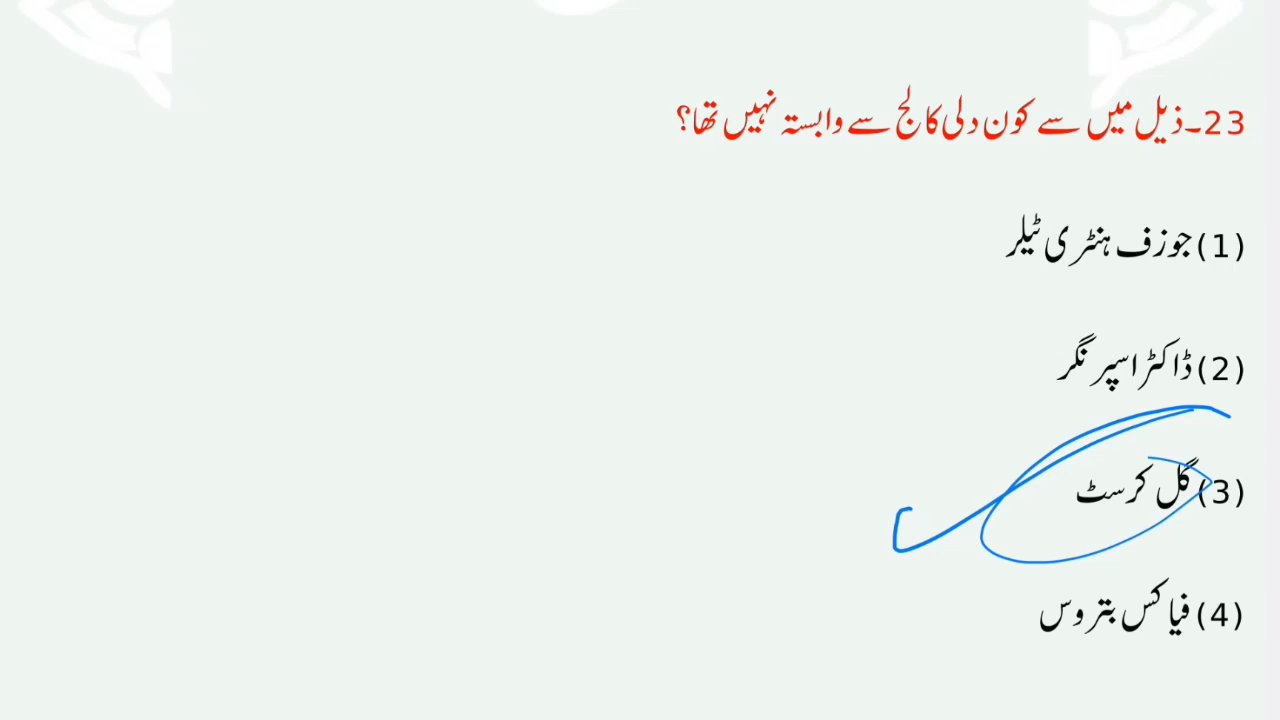 23۔ذیل میں سے کون دلی کالج سے وابستہ نہیں تھا؟
(1)جوزف ہنٹری ٹیلر
(2)ڈاکٹر اسپرنگر
(3)گل کرسٹ
(4)فیاکس بتروس